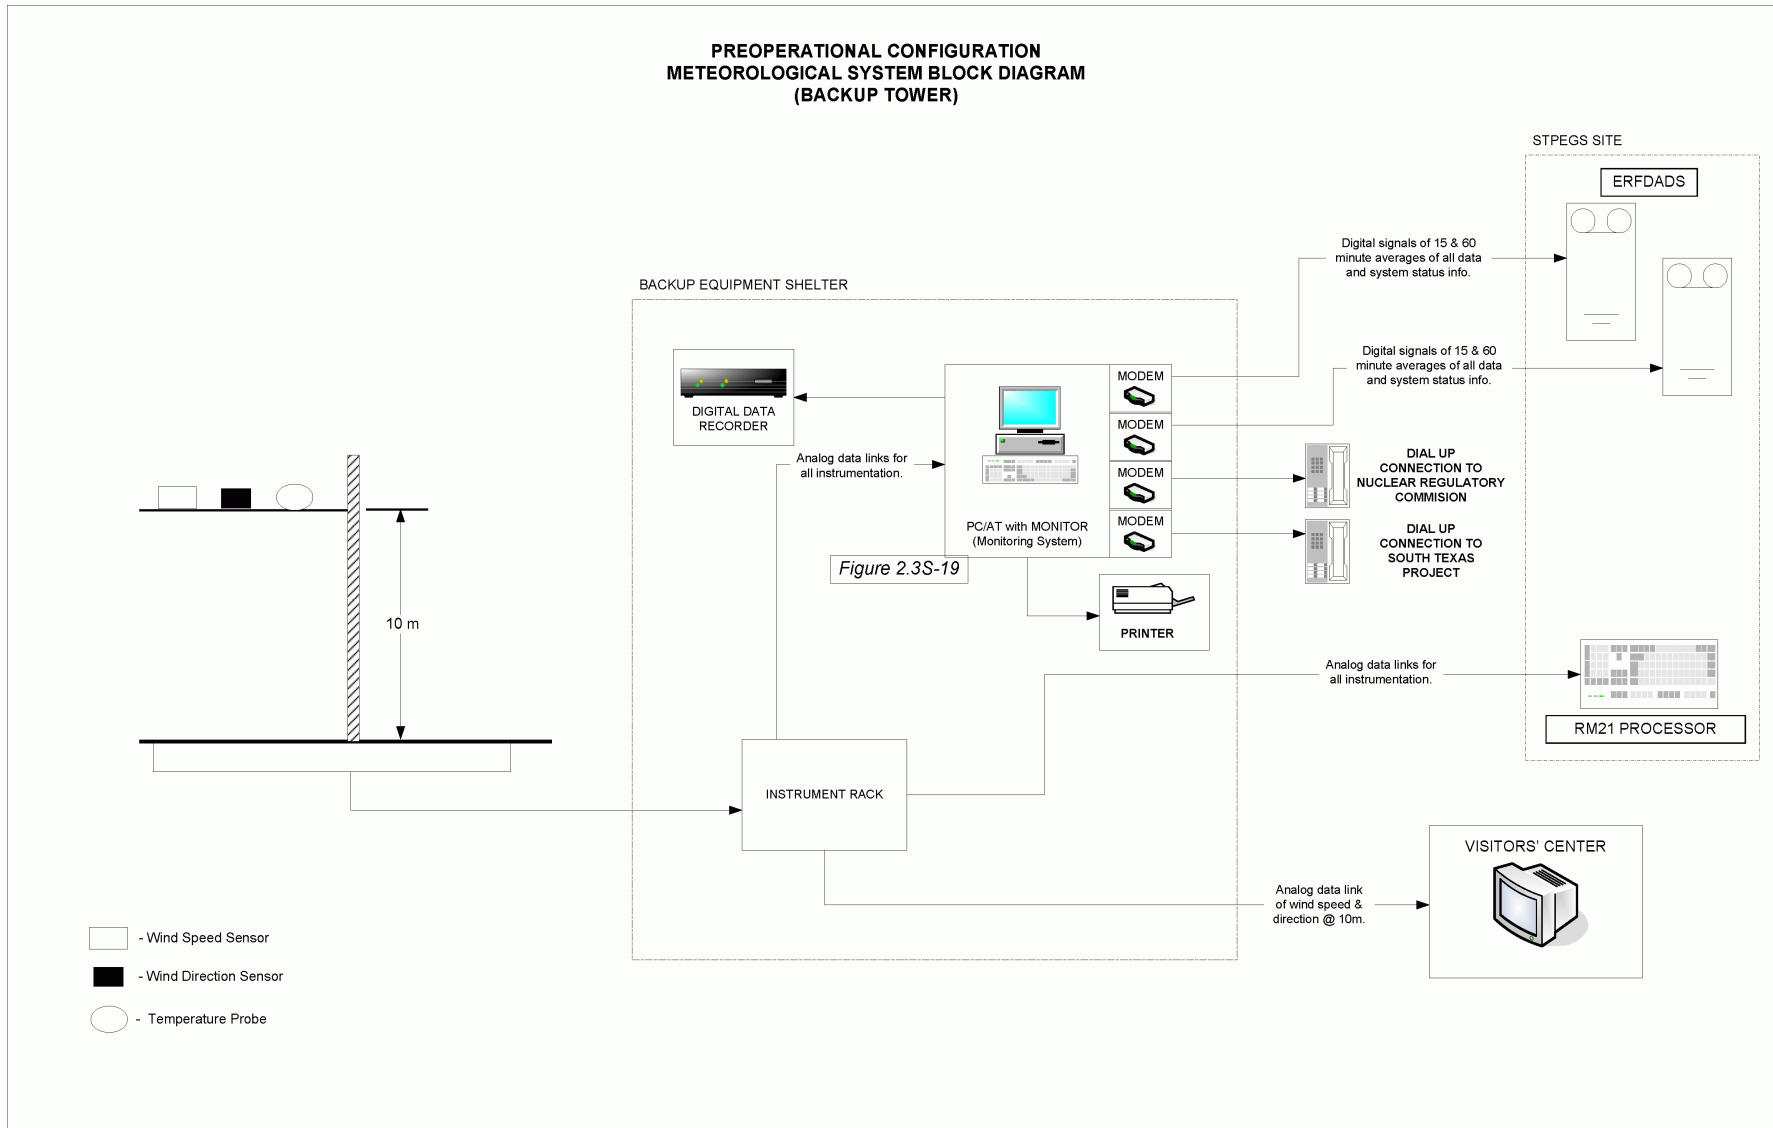 PREOPERATIONAL CONFIGURATION
METEOROLOGICAL SYSTEM BLOCK DIAGRAM
(BACKUP TOWER)
STPEGS SITE
ERFDADS
Digital signals of 15 & 60
minute averages of all data
and system status info.
BACKUP EQUIPMENT SHELTER
Digital signals of 15 & 60
minute averages of all data
and system status info.
DIGITAL DATA
RECORDER
MODEM
MODEM
MODEM
MODEM
Analog data links for
all instrumentation.
PC/AT with MONITOR
(Monitoring System)
DIAL UP
CONNECTION TO
NUCLEAR REGULATORY
COMMISION
DIAL UP
CONNECTION TO
SOUTH TEXAS
PROJECT
Figure 2.3S-19
PRINTER
10 m
Analog data links for
all instrumentation.
RM21 PROCESSOR
INSTRUMENT RACK
VISITORS' CENTER
Analog data link
of wind speed &
direction @ 10m.
- Wind Speed Sensor
- Wind Direction Sensor
- Temperature Probe